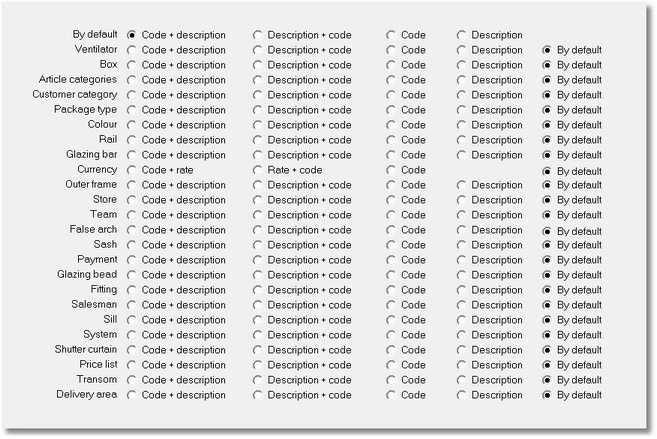 By default Code + description Description + code Code Description
Ventilator Code + description Description + code Code Description By default
Box Code + description Description + code Code Description By default
Article categories Code + description Description + code Code Description By default
Customer category Code + description Description + code Code Description By default
Package type Code + description Description + code Code Description By default
Colour Code + description Description + code Code Description By default
Rail Code + description Description + code Code Description By default
Glazing bar Code + description Description + code Code Description By default
Currency Code + rate Rate + code Code By default
Outer frame Code + description Description + code Code Description By default
Store Code + description Description + code Code Description By default
Team Code + description Description + code Code Description By default
False arch Code + description Description + code Code Description By default
Sash Code + description Description + code Code Description By default
Payment Code + description Description + code Code Description By default
Glazing bead Code + description Description + code Code Description By default
Fitting Code + description Description + code Code Description By default
Salesman Code + description Description + code Code Description By default
Sill Code + description Description + code Code Description By default
System Code + description Description + code Code Description By default
Shutter curtain Code + description Description + code Code Description By default
Price list Code + description Description + code Code Description By default
Transom Code + description Description + code Code Description By default
Delivery area Code + description Description + code Code Description By default